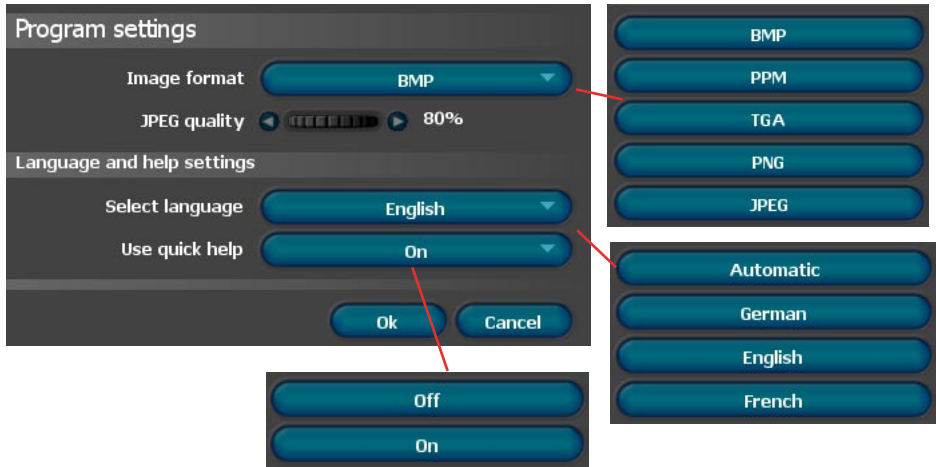 Program settings
Image format BMP
JPEG quality 80%
Language and help settings
Select language English
Use quick help On
Ok Cancel
BMP
PPM
TGA
PNG
JPEG
Automatic
German
English
French
Off
On